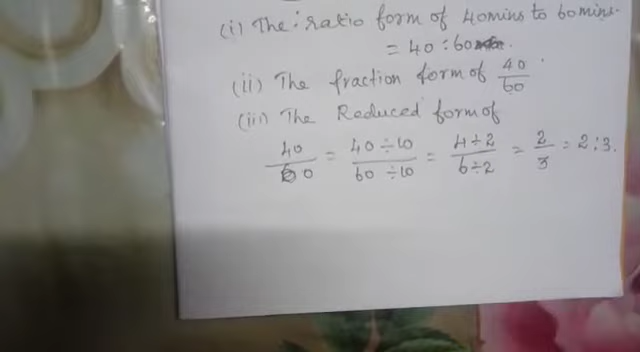 (i) The : ratio form of 40mins to 60mins.
= 40 : 60
(ii) The fraction form of 40/60 .
(iii) The Reduced form of
40/60 = 40 ÷ 10/60 ÷ 10 = 4 ÷ 2/6 ÷ 2 = 2/3 = 2 : 3.